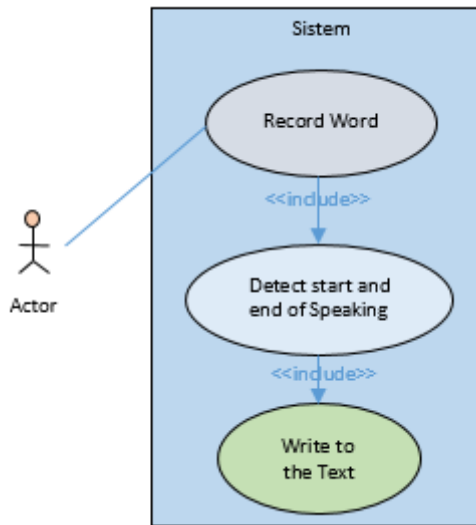 Sistem
Record Word
<<include>>
Actor
Detect start and
end of Speaking
<<include>>
Write to
the Text